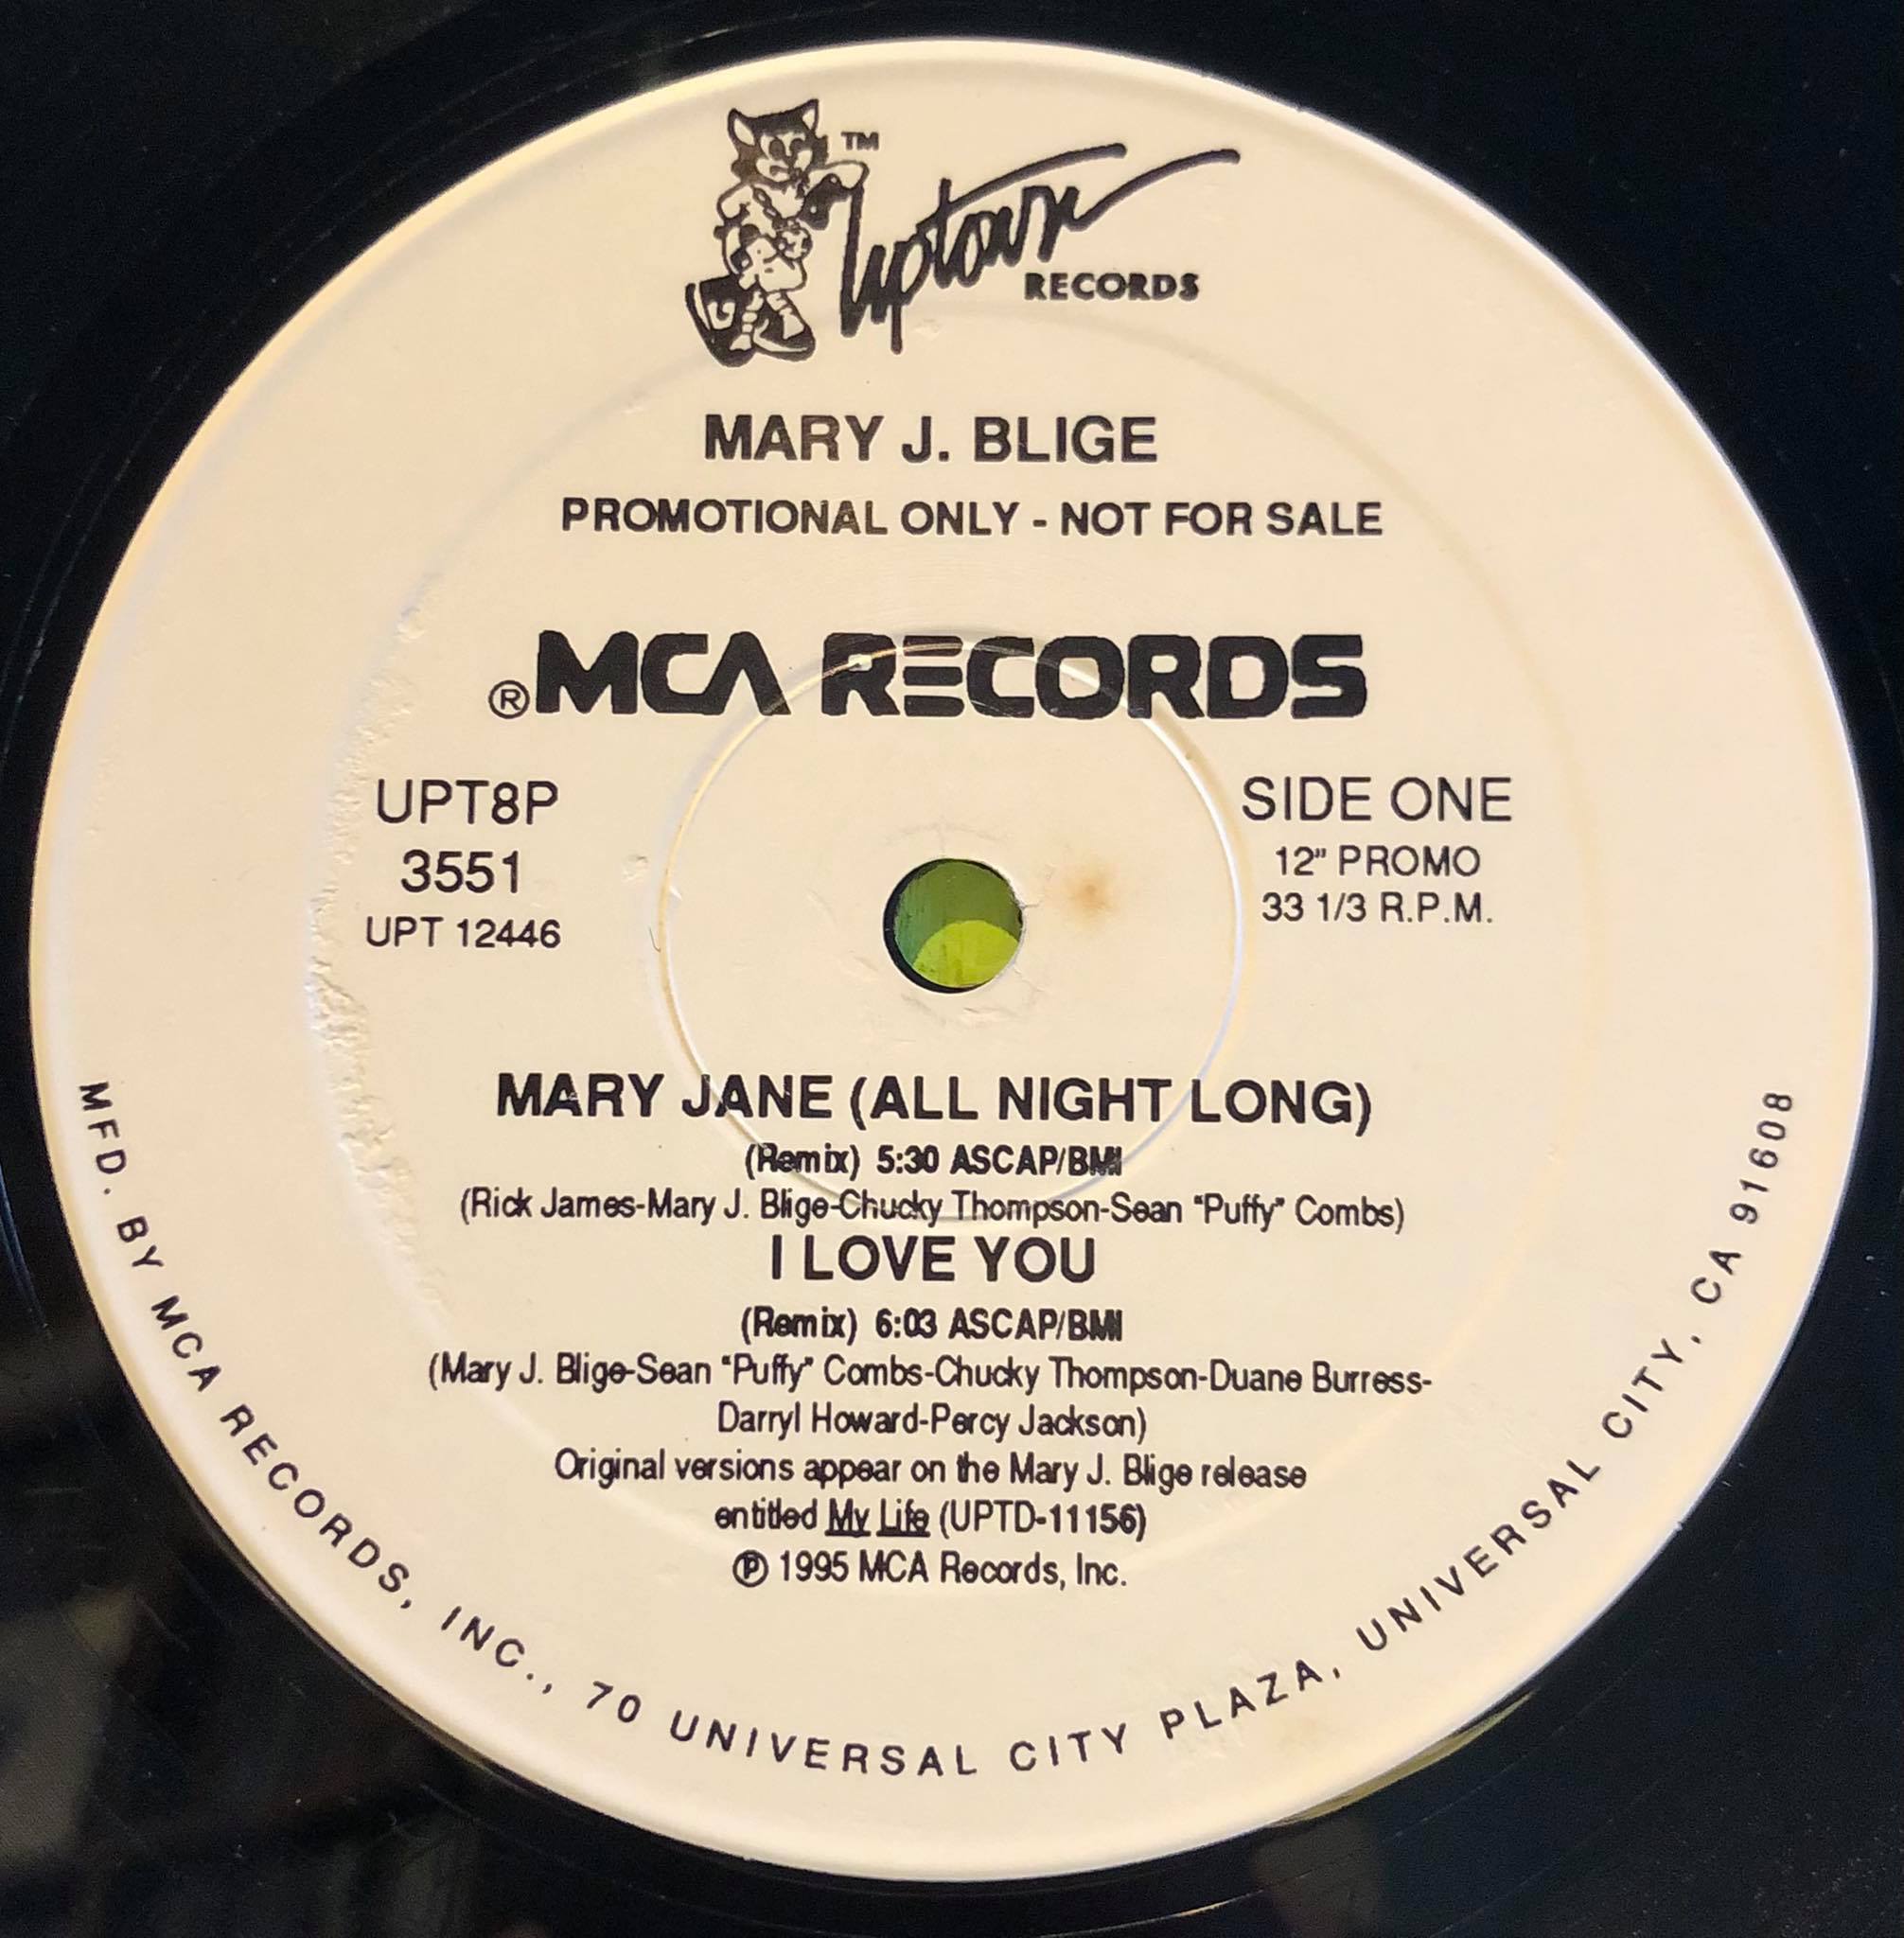 TM
Uptown
RECORDS
MARY J. BLIGE
PROMOTIONAL ONLY - NOT FOR SALE
®MCA RECORDS
UPT8P
3551
UPT 12446
SIDE ONE
12" PROMO
33 1/3 R.P.M.
MARY JANE (ALL NIGHT LONG)
(Remix) 5:30 ASCAP/BMI
(Rick James-Mary J. Blige-Chucky Thompson-Sean "Puffy" Combs)
I LOVE YOU
(Remix) 6:03 ASCAP/BMI
(Mary J. Blige-Sean "Puffy" Combs-Chucky Thompson-Duane Burress-
Darryl Howard-Percy Jackson)
Original versions appear on the Mary J. Blige release
entitled My Life (UPTD-11156)
℗ 1995 MCA Records, Inc.
MFD. BY MCA RECORDS, INC., 70 UNIVERSAL CITY PLAZA, UNIVERSAL CITY, CA 91608